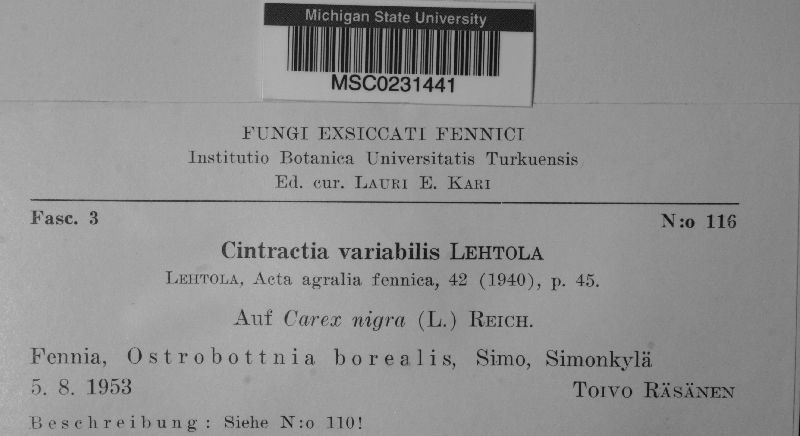 Michigan State University
MSC0231441
FUNGI EXSICCATI FENNICI
Institutio Botanica Universitatis Turkuensis
Ed. cur. LAURI E. KARI
Fasc. 3 N:o 116
Cintractia variabilis LEHTOLA
LEHTOLA, Acta agralia fennica, 42 (1940), p. 45.
Auf Carex nigra (L.) REICH.
Fennia, Ostrobottnia borealis, Simo, Simonkylä
5. 8. 1953 TOIVO RÄSÄNEN
Beschreibung: Siehe N:o 110!